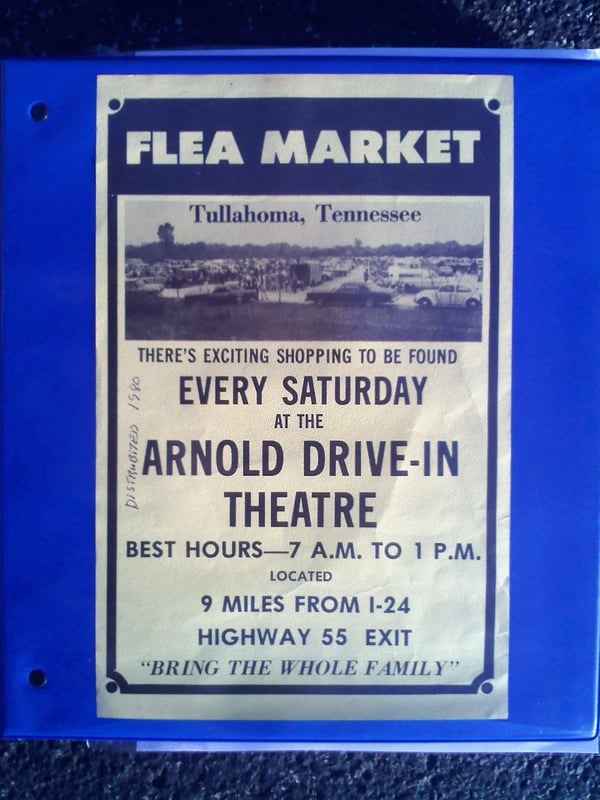 FLEA MARKET
Tullahoma, Tennessee
THERE'S EXCITING SHOPPING TO BE FOUND
EVERY SATURDAY
AT THE
ARNOLD DRIVE-IN
THEATRE
BEST HOURS—7 A.M. TO 1 P.M.
LOCATED
9 MILES FROM I-24
HIGHWAY 55 EXIT
“BRING THE WHOLE FAMILY”
DISTRUBITED 1980